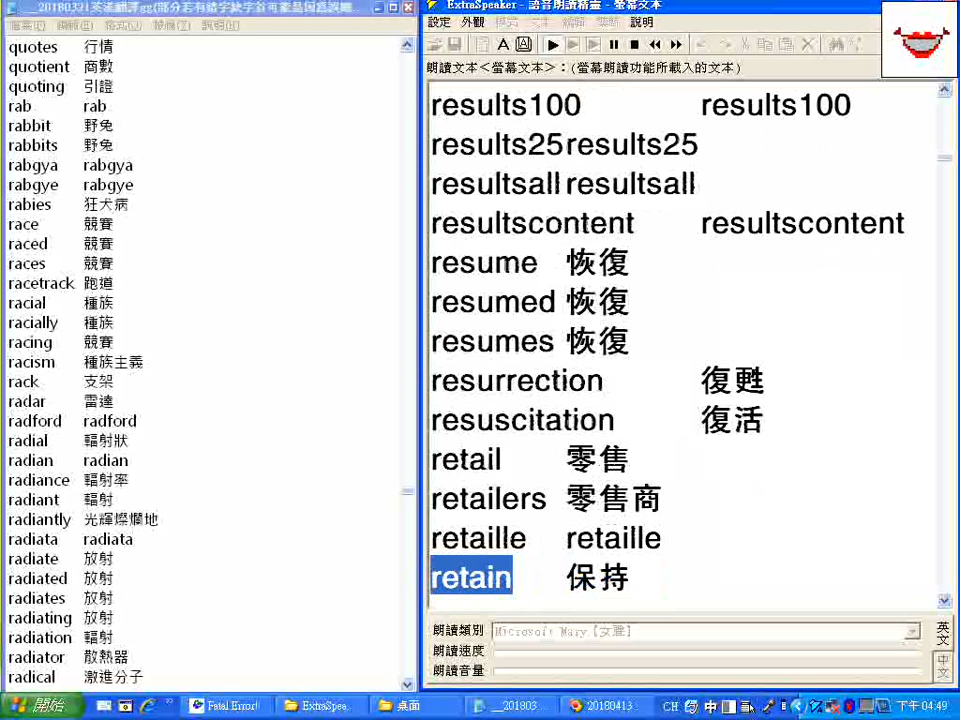 ExtraSpeaker - 語音朗讀精靈 - 螢幕文本
設定 外觀 說明
朗讀文本<螢幕文本>：(螢幕朗讀功能所載入的文本)
quotes 行情
quotient 商數
quoting 引證
rab rab
rabbit 野兔
rabbits 野兔
rabgya rabgya
rabgye rabgye
rabies 狂犬病
race 競賽
raced 競賽
races 競賽
racetrack 跑道
racial 種族
racially 種族
racing 競賽
racism 種族主義
rack 支架
radar 雷達
radford radford
radial 輻射狀
radian radian
radiance 輻射率
radiant 輻射
radiantly 光輝燦爛地
radiata radiata
radiate 放射
radiated 放射
radiates 放射
radiating 放射
radiation 輻射
radiator 散熱器
radical 激進分子
results100 results100
results25 results25
resultsall resultsall
resultscontent resultscontent
resume 恢復
resumed 恢復
resumes 恢復
resurrection 復甦
resuscitation 復活
retail 零售
retailers 零售商
retaille retaille
retain 保持
朗讀類別 Microsoft Mary【女聲】
朗讀速度
朗讀音量
英文
中文
開始 Fatal Error! ExtraSpea... 桌面 __201803... 20180413 CH 中 下午 04:49